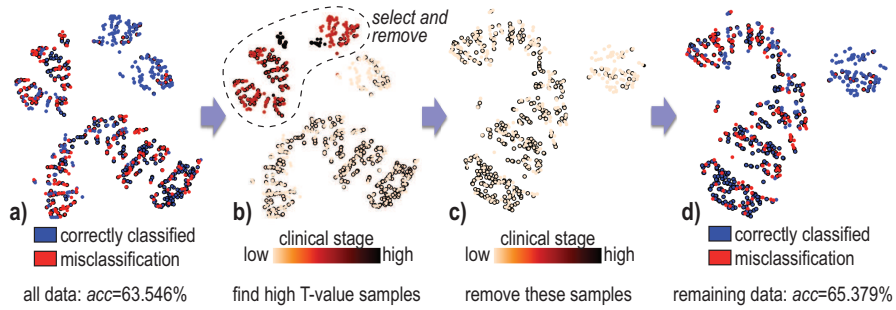 select and
remove
a)
b)
c)
d)
correctly classified
misclassification
clinical stage
low
high
clinical stage
low
high
correctly classified
misclassification
all data: acc=63.546%
find high T-value samples
remove these samples
remaining data: acc=65.379%